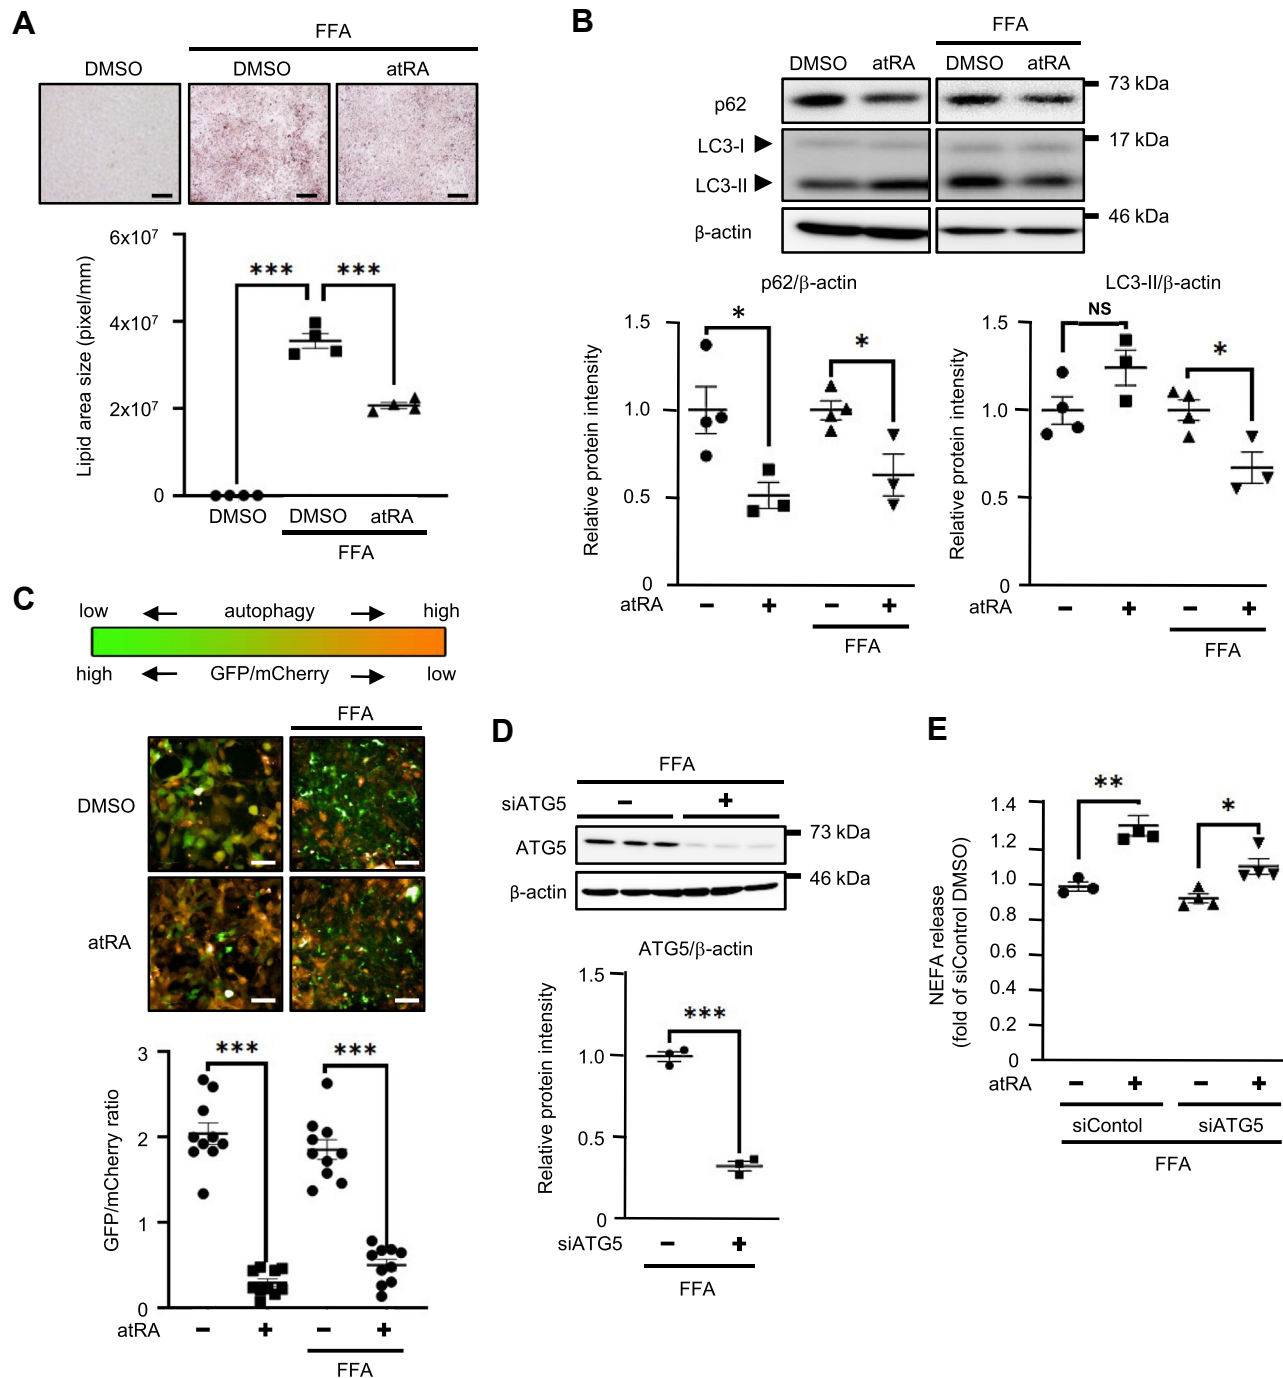 A
FFA
DMSO DMSO atRA
6x10⁷
4x10⁷
2x10⁷
0
Lipid area size (pixel/mm)
*** ***
DMSO DMSO atRA
FFA
B
FFA
DMSO atRA DMSO atRA
p62
73 kDa
LC3-I
17 kDa
LC3-II
β-actin
46 kDa
p62/β-actin
Relative protein intensity
1.5
1.0
0.5
0
* *
atRA − + − +
FFA
LC3-II/β-actin
Relative protein intensity
1.5
1.0
0.5
0
NS *
atRA − + − +
FFA
C
low autophagy high
high GFP/mCherry low
FFA
DMSO
atRA
GFP/mCherry ratio
3
2
1
0
*** ***
atRA − + − +
FFA
D
FFA
siATG5 − +
ATG5
73 kDa
β-actin
46 kDa
ATG5/β-actin
Relative protein intensity
1.5
1.0
0.5
0
***
siATG5 − +
FFA
E
NEFA release
(fold of siControl DMSO)
1.4
1.2
1.0
0.8
0.6
0.4
0.2
0
** *
atRA − + − +
siContol siATG5
FFA